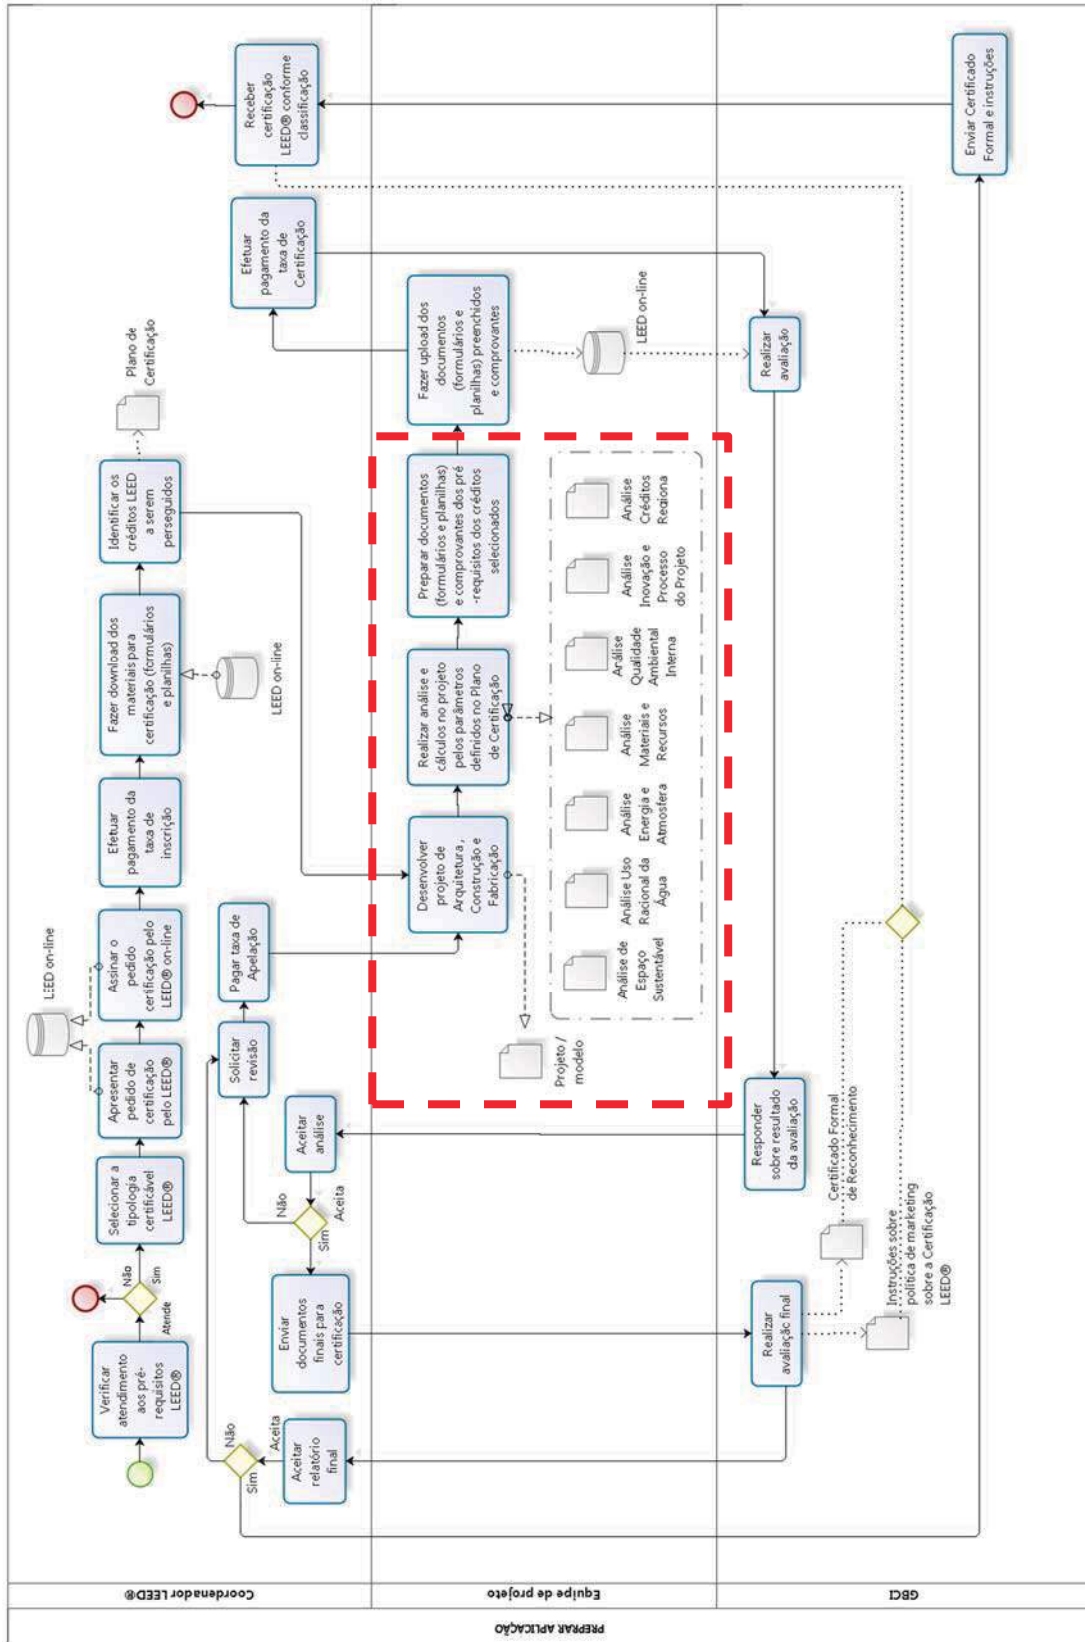 PREPRAR APLICAÇÃO
Coordenador LEED®
Equipe de projeto
GBCI
Verificar
atendimento
aos pré-
requisitos
LEED®
Atende
Não
Sim
Selecionar a
tipologia
certificável
LEED®
Apresentar
pedido de
certificação
pelo LEED®
LEED on-line
Assinar o
pedido
certificação pelo
LEED® on-line
Efetuar
pagamento da
taxa de
inscrição
Fazer download dos
materiais para
certificação (formulários
e planilhas)
LEED on-line
Identificar os
créditos LEED
a serem
perseguidos
Plano de
Certificação
Efetuar
pagamento da
taxa de
Certificação
Receber
certificação
LEED® conforme
classificação
Aceitar
relatório
final
Aceita
Não
Sim
Enviar
documentos
finais para
certificação
Aceitar
análise
Aceita
Não
Sim
Solicitar
revisão
Pagar taxa de
Apelação
Desenvolver
projeto de
Arquitetura ,
Construção e
Fabricação
Projeto /
modelo
Realizar análise e
cálculos no projeto
pelos parâmetros
definidos no Plano
de Certificação
Preparar documentos
(formulários e planilhas)
e comprovantes dos pré
-requisitos dos créditos
selecionados
Fazer upload dos
documentos
(formulários e
planilhas) preenchidos
e comprovantes
LEED on-line
Análise de
Espaço
Sustentável
Análise Uso
Racional da
Água
Análise
Energia e
Atmosfera
Análise
Materiais e
Recursos
Análise
Qualidade
Ambiental
Interna
Análise
Inovação e
Processo
do Projeto
Análise
Créditos
Regiona
Realizar
avaliação final
Certificado Formal
de Reconhecimento
Instruções sobre
política de marketing
sobre a Certificação
LEED®
Responder
sobre resultado
da avaliação
Realizar
avaliação
Enviar Certificado
Formal e instruções